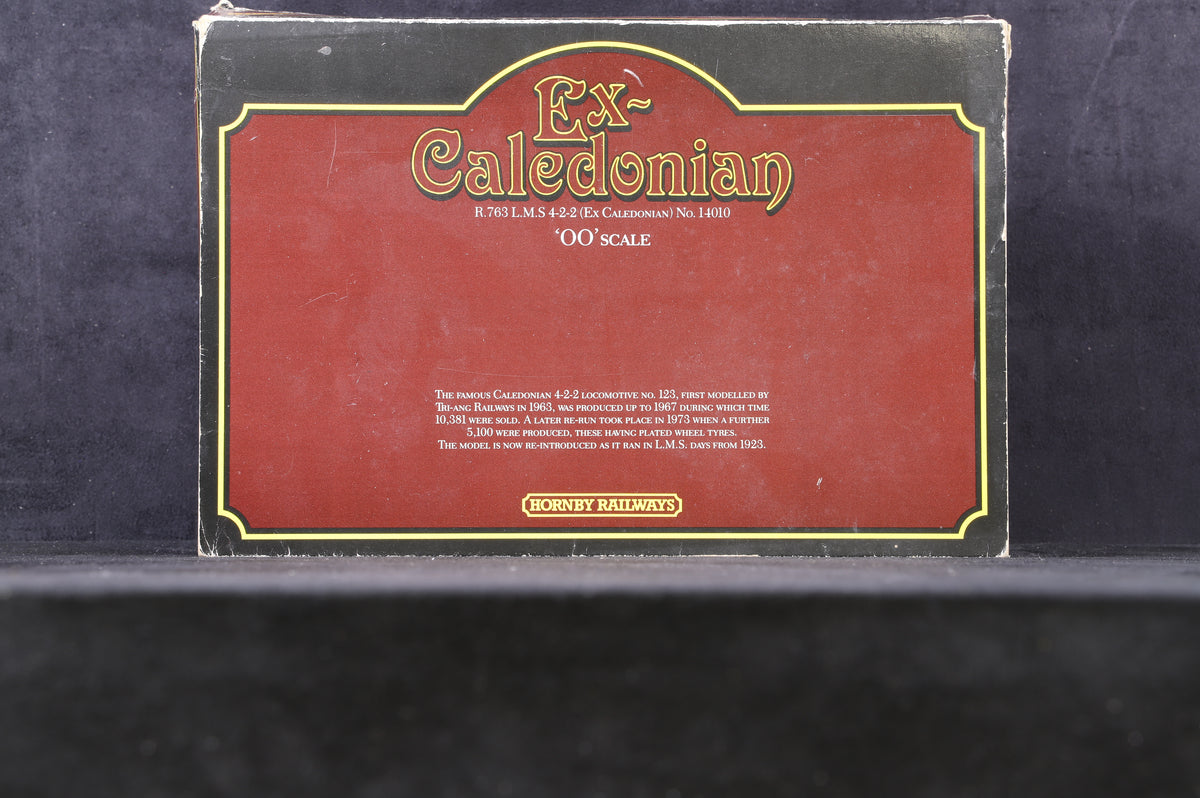 Ex-
Caledonian
R.763 L.M.S 4-2-2 (Ex Caledonian) No. 14010
‘OO’ SCALE
The famous Caledonian 4-2-2 locomotive no. 123, first modelled by
Tri-ang Railways in 1963, was produced up to 1967 during which time
10,381 were sold. A later re-run took place in 1973 when a further
5,100 were produced, these having plated wheel tyres.
The model is now re-introduced as it ran in L.M.S. days from 1923.
HORNBY RAILWAYS